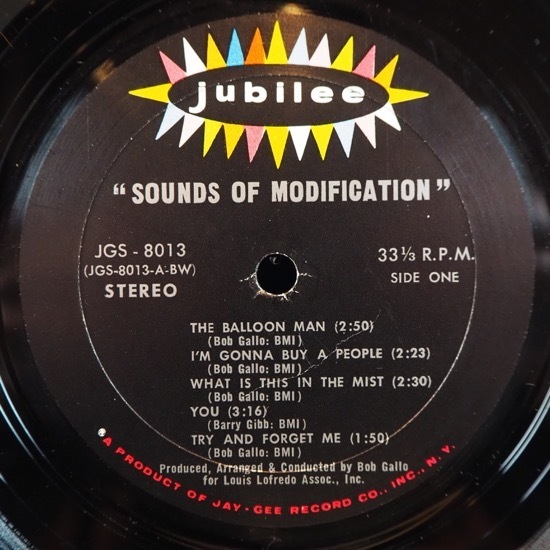 jubilee
"SOUNDS OF MODIFICATION"
JGS - 8013
(JGS-8013-A-BW)
STEREO
33 1/3 R.P.M.
SIDE ONE
THE BALLOON MAN (2:50)
(Bob Gallo: BMI)
I'M GONNA BUY A PEOPLE (2:23)
(Bob Gallo: BMI)
WHAT IS THIS IN THE MIST (2:30)
(Bob Gallo: BMI)
YOU (3:16)
(Barry Gibb: BMI)
TRY AND FORGET ME (1:50)
(Bob Gallo: BMI)
Produced, Arranged & Conducted by Bob Gallo
for Louis Lofredo Assoc., Inc.
A PRODUCT OF JAY-GEE RECORD CO., INC., N. Y.